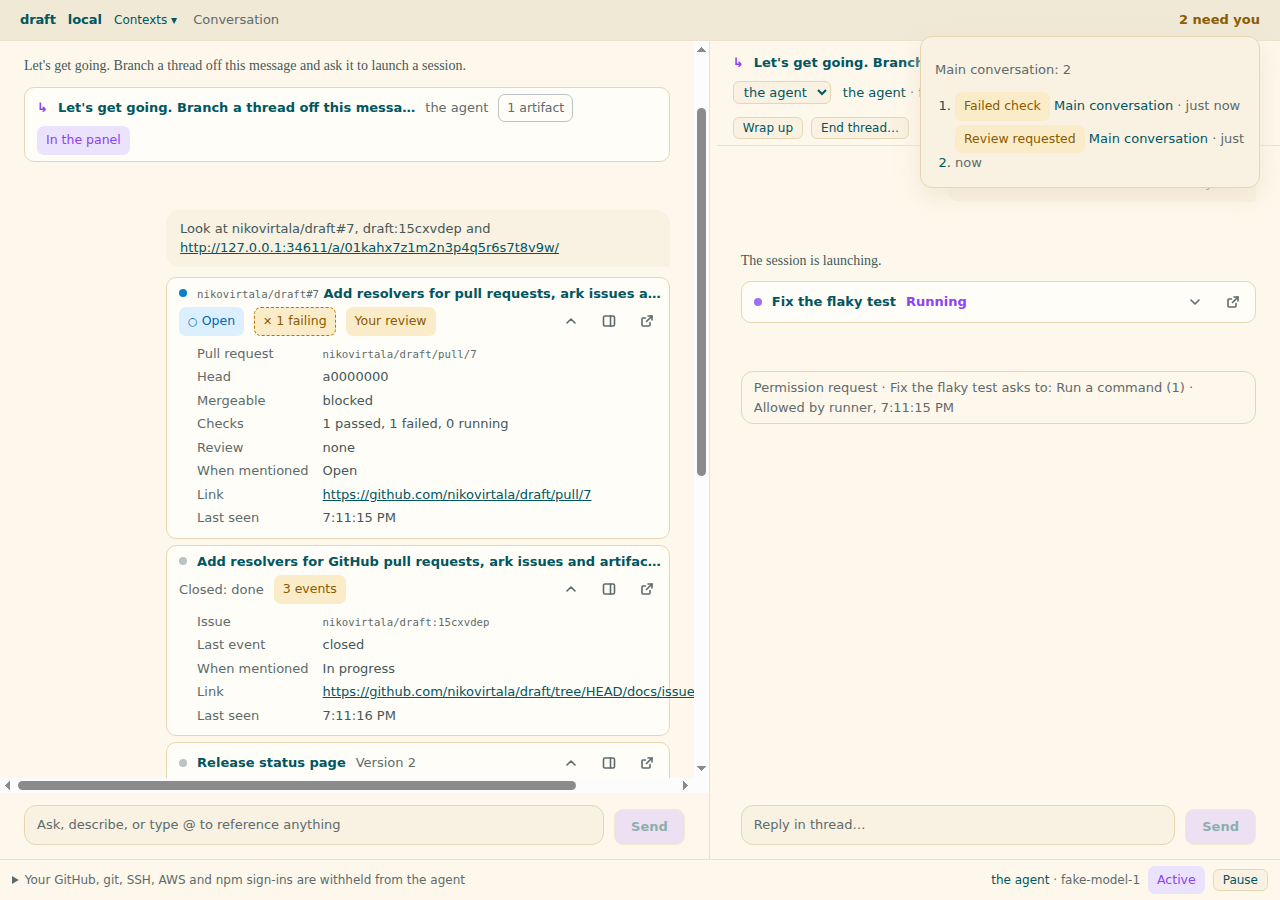 draft local Contexts ▾ Conversation
2 need you
Let's get going. Branch a thread off this message and ask it to launch a session.
↳ Let's get going. Branch a thread off this messa… the agent 1 artifact
In the panel
Look at nikovirtala/draft#7, draft:15cxvdep and
http://127.0.0.1:34611/a/01kahx7z1m2n3p4q5r6s7t8v9w/
nikovirtala/draft#7 Add resolvers for pull requests, ark issues a…
○ Open × 1 failing Your review
Pull request nikovirtala/draft/pull/7
Head a0000000
Mergeable blocked
Checks 1 passed, 1 failed, 0 running
Review none
When mentioned Open
Link https://github.com/nikovirtala/draft/pull/7
Last seen 7:11:15 PM
Add resolvers for GitHub pull requests, ark issues and artifac…
Closed: done 3 events
Issue nikovirtala/draft:15cxvdep
Last event closed
When mentioned In progress
Link https://github.com/nikovirtala/draft/tree/HEAD/docs/issue
Last seen 7:11:16 PM
Release status page Version 2
Ask, describe, or type @ to reference anything
Send
↳ Let's get going. Branch
the agent the agent ·
Wrap up End thread…
Main conversation: 2
1. Failed check Main conversation · just now
Review requested Main conversation · just
2. now
The session is launching.
Fix the flaky test Running
Permission request · Fix the flaky test asks to: Run a command (1) ·
Allowed by runner, 7:11:15 PM
Reply in thread…
Send
▶ Your GitHub, git, SSH, AWS and npm sign-ins are withheld from the agent
the agent · fake-model-1 Active Pause